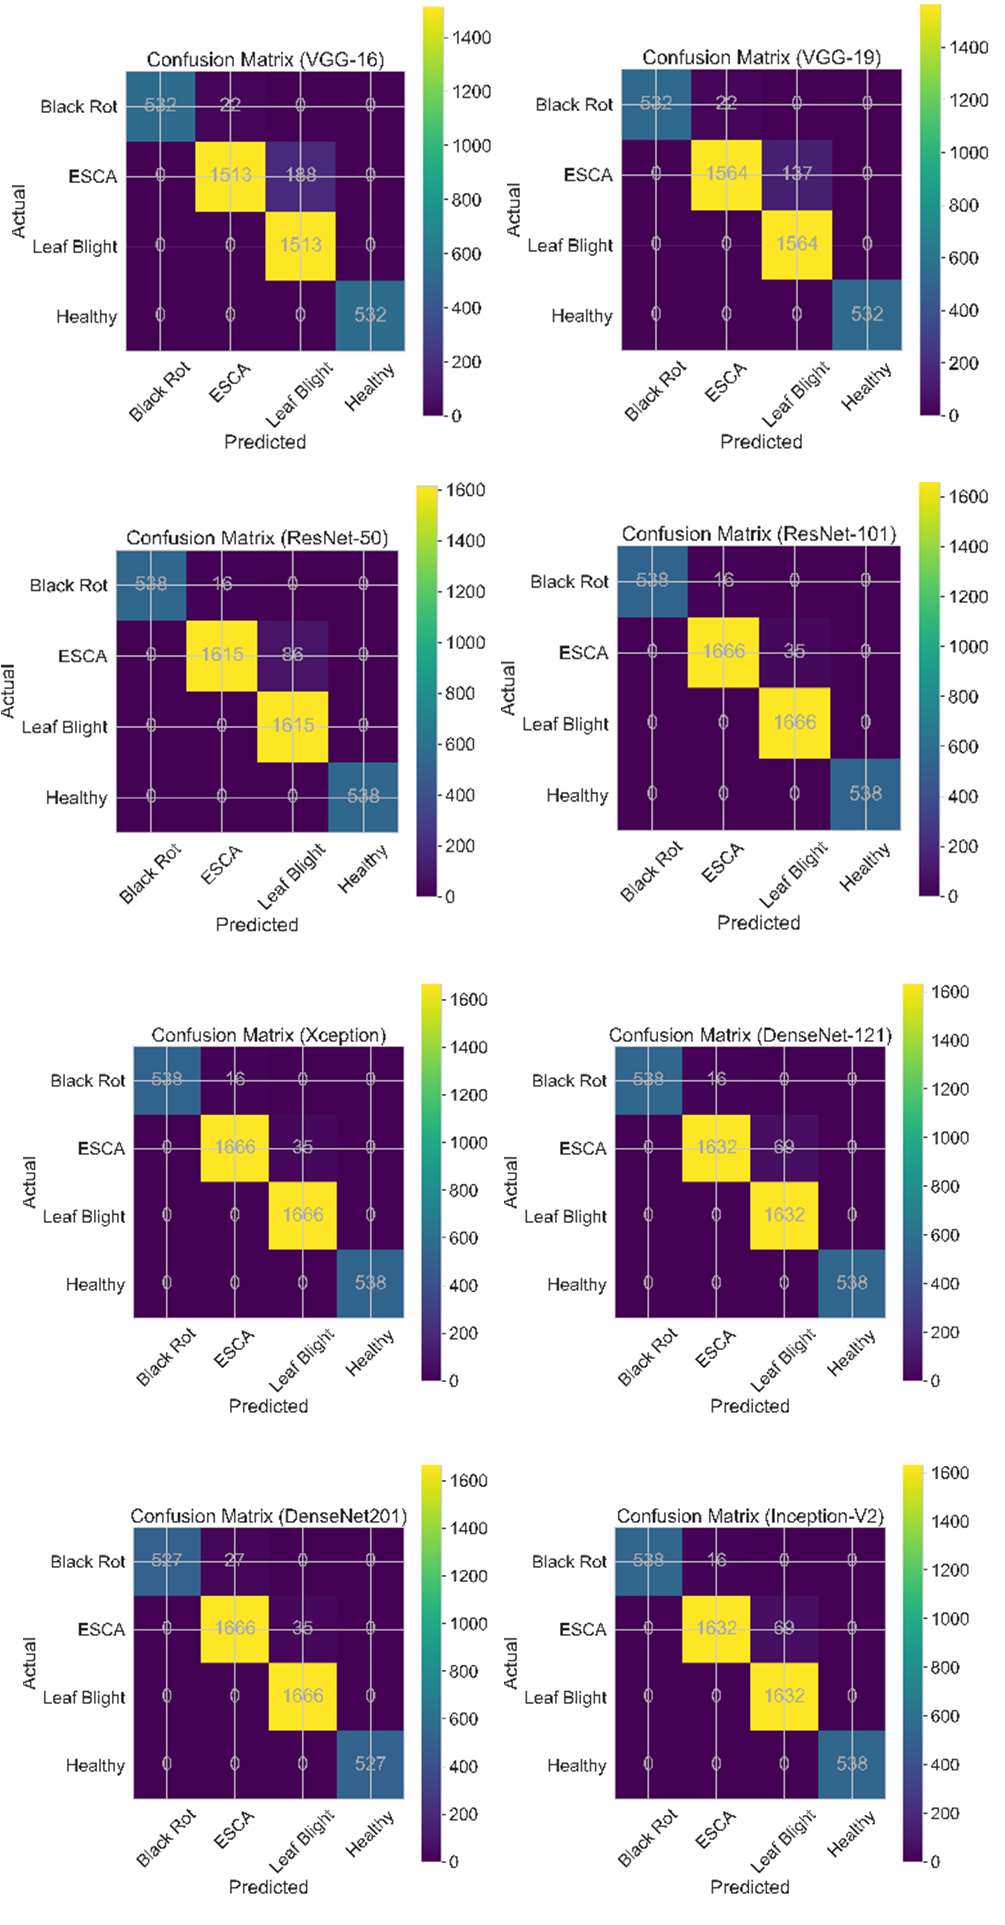 Confusion Matrix (VGG-16)
Actual
Black Rot 532 22 0 0
ESCA 0 1513 188 0
Leaf Blight 0 0 1513 0
Healthy 0 0 0 532
Black Rot ESCA Leaf Blight Healthy
Predicted
1400
1200
1000
800
600
400
200
0
Confusion Matrix (VGG-19)
Actual
Black Rot 532 22 0 0
ESCA 0 1564 137 0
Leaf Blight 0 0 1564 0
Healthy 0 0 0 532
Black Rot ESCA Leaf Blight Healthy
Predicted
1400
1200
1000
800
600
400
200
0
Confusion Matrix (ResNet-50)
Actual
Black Rot 538 16 0 0
ESCA 0 1615 86 0
Leaf Blight 0 0 1615 0
Healthy 0 0 0 538
Black Rot ESCA Leaf Blight Healthy
Predicted
1600
1400
1200
1000
800
600
400
200
0
Confusion Matrix (ResNet-101)
Actual
Black Rot 538 16 0 0
ESCA 0 1666 35 0
Leaf Blight 0 0 1666 0
Healthy 0 0 0 538
Black Rot ESCA Leaf Blight Healthy
Predicted
1600
1400
1200
1000
800
600
400
200
0
Confusion Matrix (Xception)
Actual
Black Rot 538 16 0 0
ESCA 0 1666 35 0
Leaf Blight 0 0 1666 0
Healthy 0 0 0 538
Black Rot ESCA Leaf Blight Healthy
Predicted
1600
1400
1200
1000
800
600
400
200
0
Confusion Matrix (DenseNet-121)
Actual
Black Rot 538 16 0 0
ESCA 0 1632 69 0
Leaf Blight 0 0 1632 0
Healthy 0 0 0 538
Black Rot ESCA Leaf Blight Healthy
Predicted
1600
1400
1200
1000
800
600
400
200
0
Confusion Matrix (DenseNet201)
Actual
Black Rot 527 27 0 0
ESCA 0 1666 35 0
Leaf Blight 0 0 1666 0
Healthy 0 0 0 527
Black Rot ESCA Leaf Blight Healthy
Predicted
1600
1400
1200
1000
800
600
400
200
0
Confusion Matrix (Inception-V2)
Actual
Black Rot 538 16 0 0
ESCA 0 1632 69 0
Leaf Blight 0 0 1632 0
Healthy 0 0 0 538
Black Rot ESCA Leaf Blight Healthy
Predicted
1600
1400
1200
1000
800
600
400
200
0